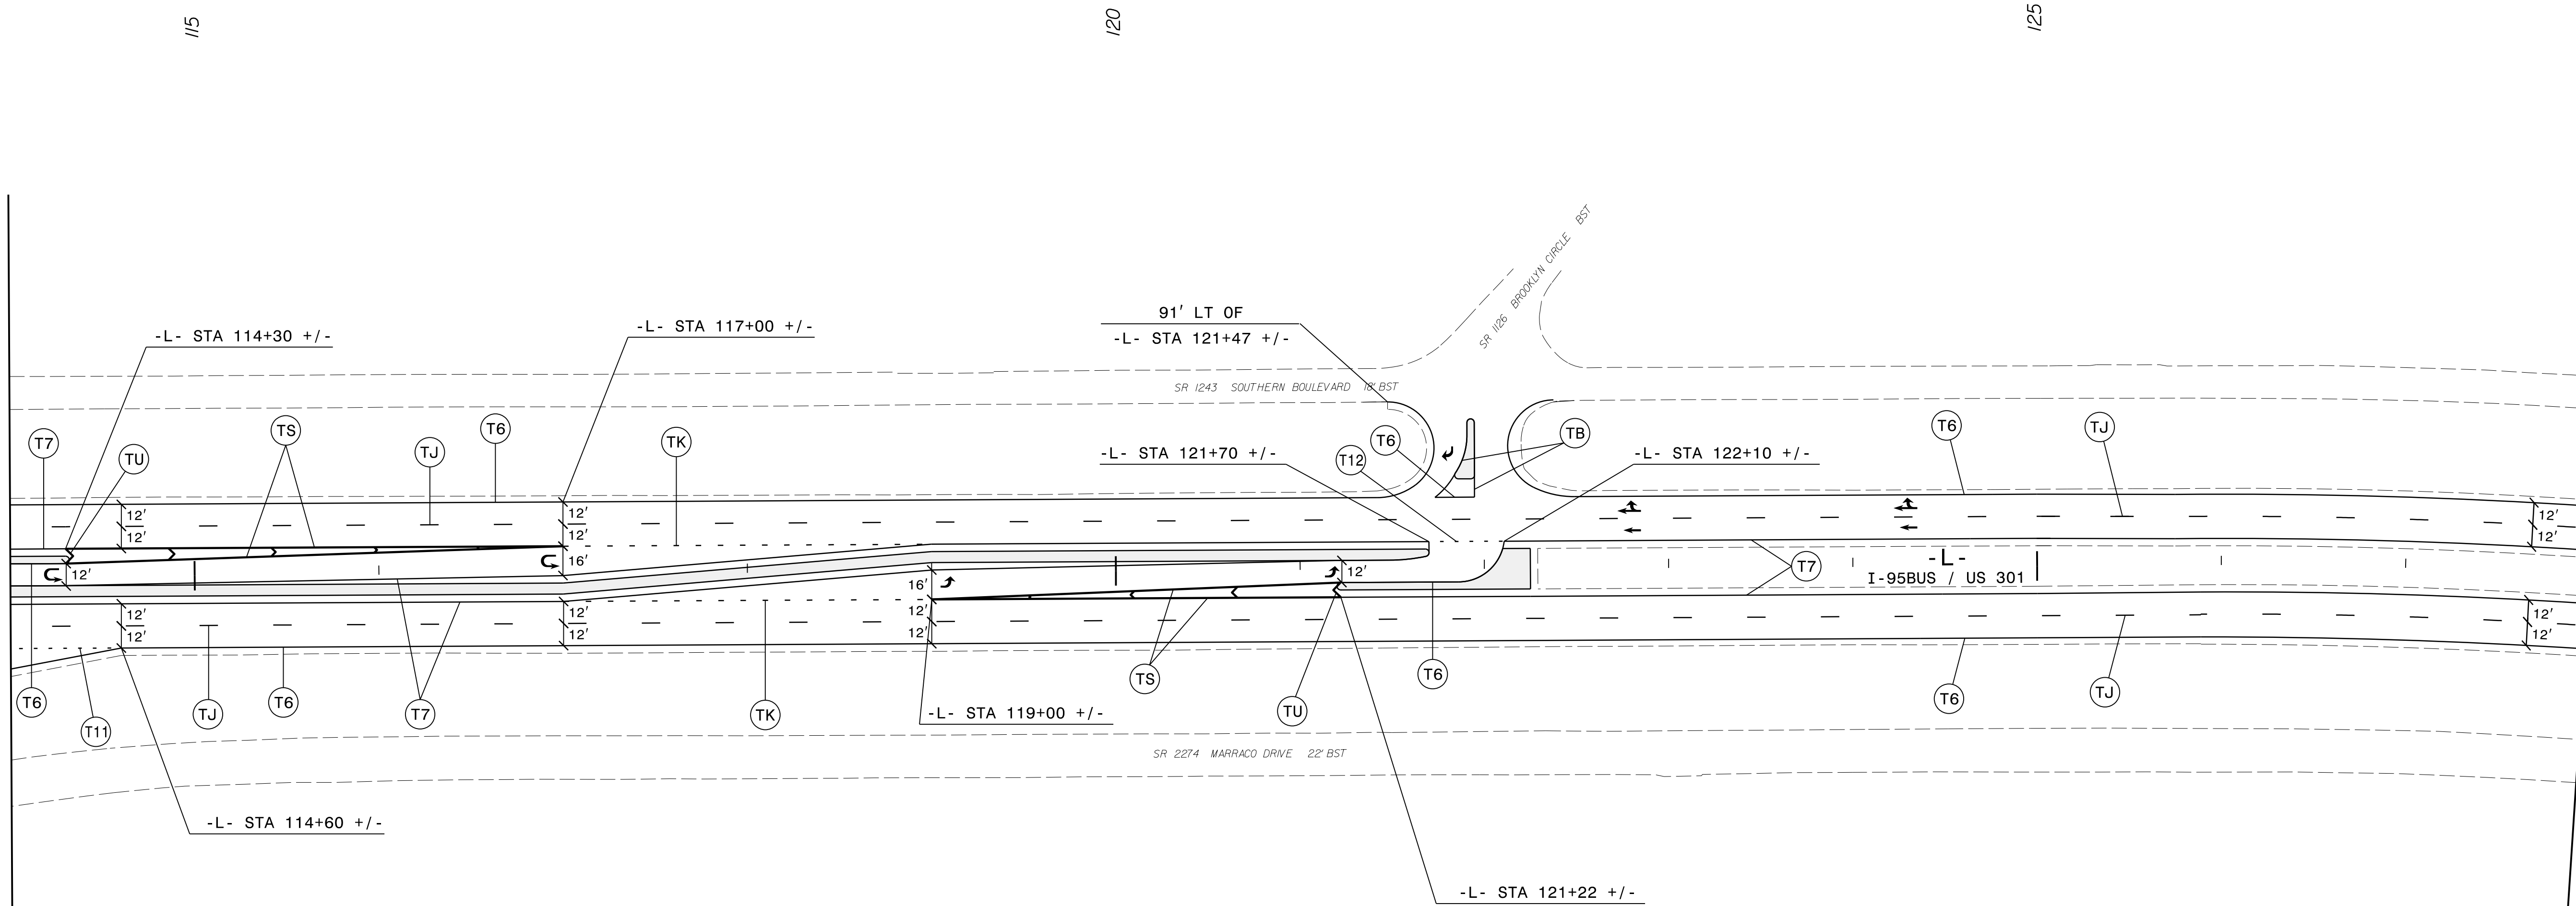 115
120
125
SR 1126 BROOKLYN CIRCLE BST
91' LT OF
-L- STA 121+47 +/-
-L- STA 114+30 +/-
-L- STA 117+00 +/-
SR 1243 SOUTHERN BOULEVARD 18' BST
T7
TU
TS
TJ
T6
TK
-L- STA 121+70 +/-
T12
T6
TB
-L- STA 122+10 +/-
T6
TJ
12'
12'
12'
12'
12'
12'
12'
16'
12'
T7
-L-
I-95BUS / US 301
16'
12'
12'
12'
12'
12'
12'
12'
12'
12'
T6
T11
TJ
T6
T7
TK
-L- STA 119+00 +/-
TS
TU
T6
T6
TJ
SR 2274 MARRACO DRIVE 22' BST
-L- STA 114+60 +/-
-L- STA 121+22 +/-